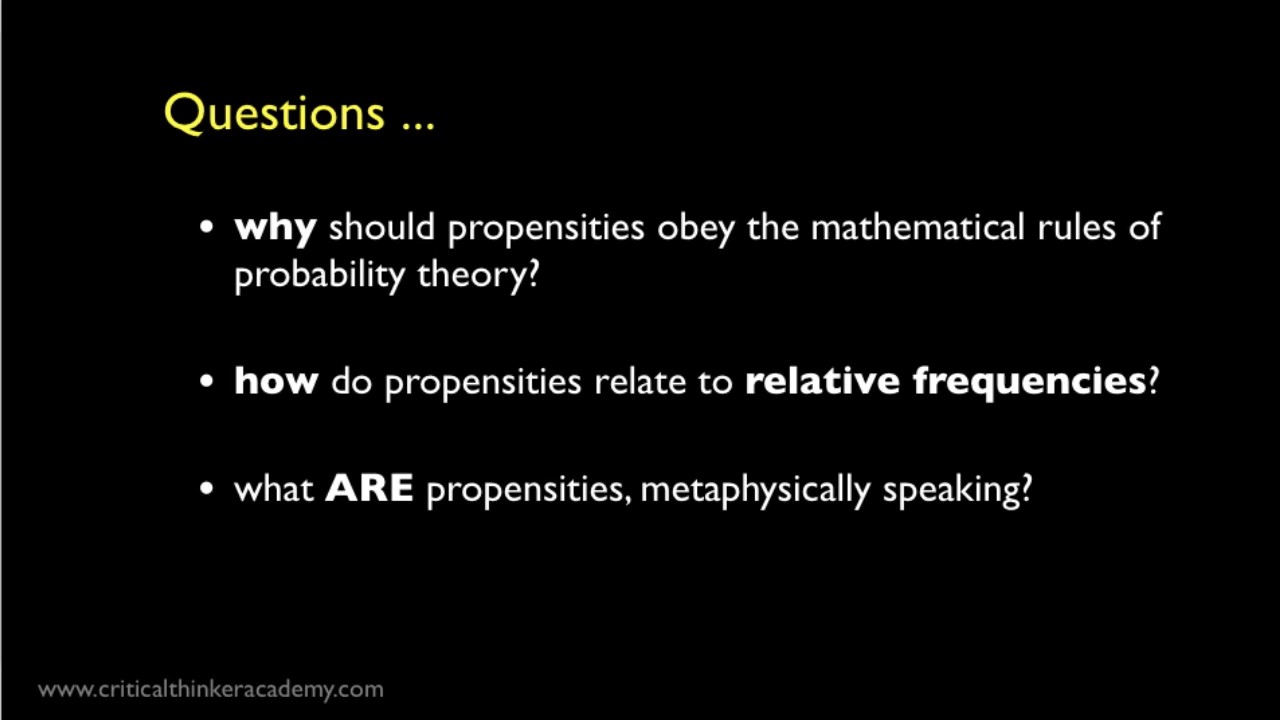 Questions ...
• why should propensities obey the mathematical rules of
probability theory?
• how do propensities relate to relative frequencies?
• what ARE propensities, metaphysically speaking?
www.criticalthinkeracademy.com